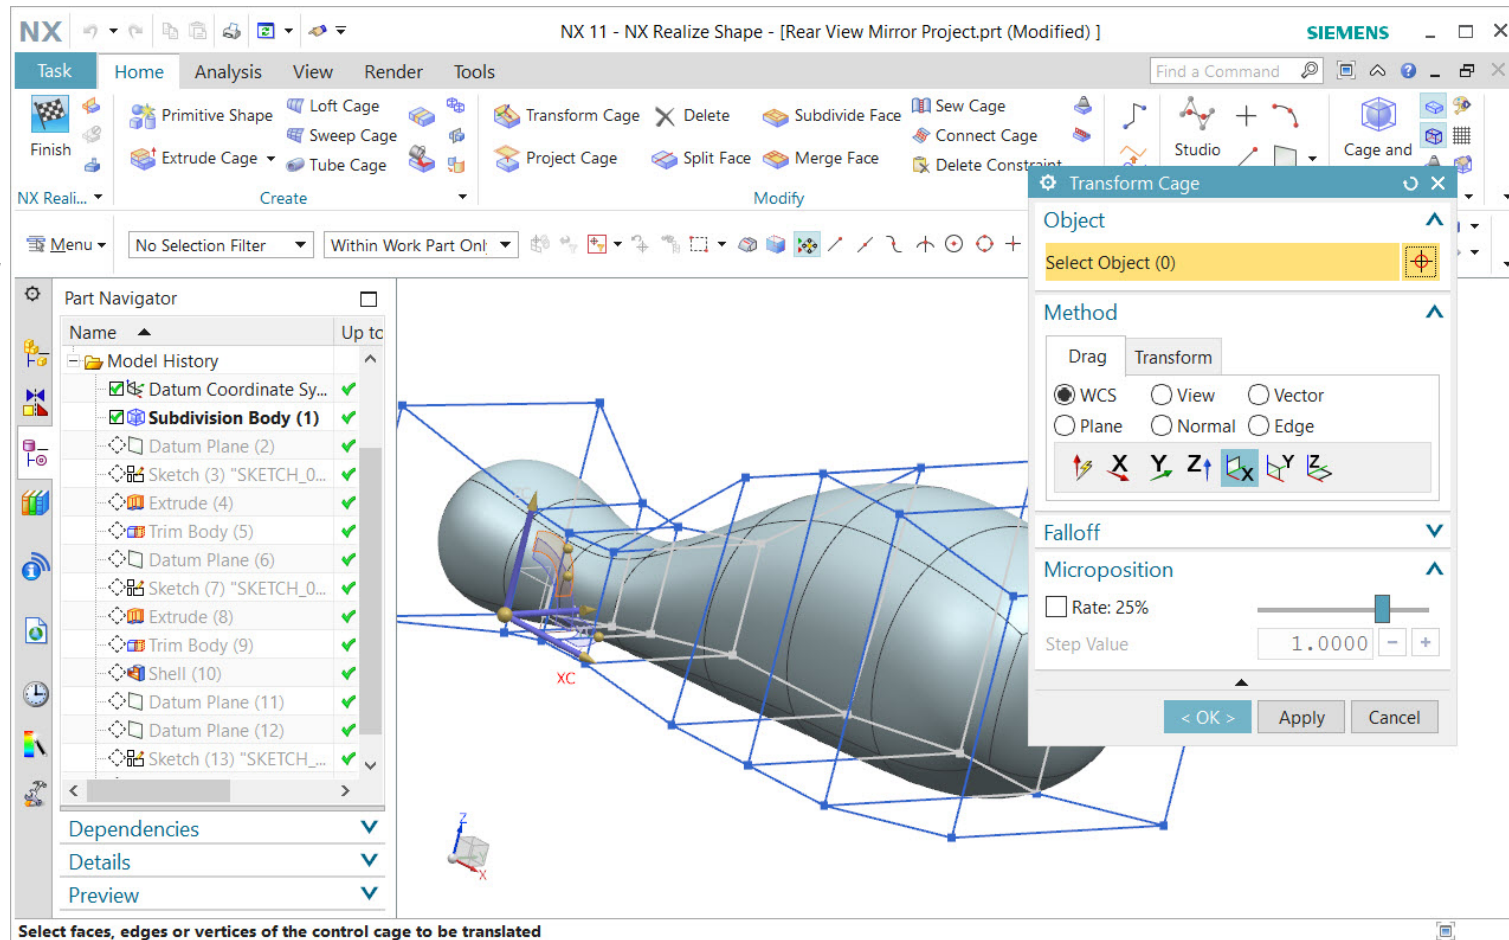 NX
NX 11 - NX Realize Shape - [Rear View Mirror Project.prt (Modified) ]
SIEMENS
Task
Home
Analysis
View
Render
Tools
Find a Command
Finish
Primitive Shape
Extrude Cage
Loft Cage
Sweep Cage
Tube Cage
Transform Cage
Project Cage
Delete
Split Face
Subdivide Face
Merge Face
Sew Cage
Connect Cage
Delete Constraint
Studio
Cage and
NX Reali...
Create
Modify
Menu
No Selection Filter
Within Work Part Onl
Part Navigator
Name
Up to
Model History
Datum Coordinate Sy...
Subdivision Body (1)
Datum Plane (2)
Sketch (3) "SKETCH_0...
Extrude (4)
Trim Body (5)
Datum Plane (6)
Sketch (7) "SKETCH_0...
Extrude (8)
Trim Body (9)
Shell (10)
Datum Plane (11)
Datum Plane (12)
Sketch (13) "SKETCH_...
Dependencies
Details
Preview
XC
Z
X
Transform Cage
Object
Select Object (0)
Method
Drag
Transform
WCS
View
Vector
Plane
Normal
Edge
X Y Z X Y Z
Falloff
Microposition
Rate: 25%
Step Value
1.0000
- +
< OK >
Apply
Cancel
Select faces, edges or vertices of the control cage to be translated